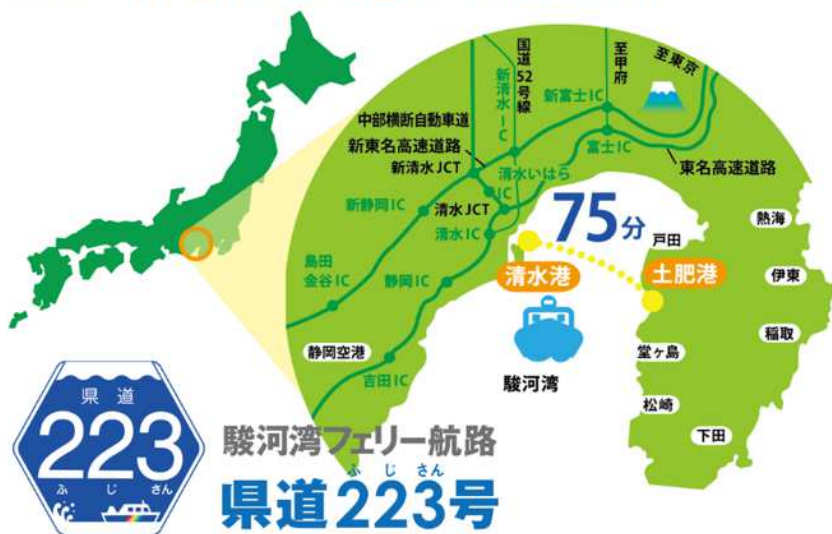 国道52号線
新清水IC
至甲府
至東京
中部横断自動車道
新東名高速道路
新清水JCT
新富士IC
富士IC
東名高速道路
清水いはら
IC
新静岡IC
清水JCT
清水IC
75分
戸田
熱海
島田
金谷IC
静岡IC
清水港
土肥港
伊東
静岡空港
堂ヶ島
稲取
吉田IC
駿河湾
松崎
下田
県道
223
ふ じ さん
駿河湾フェリー航路
ふ じ さん
県道223号